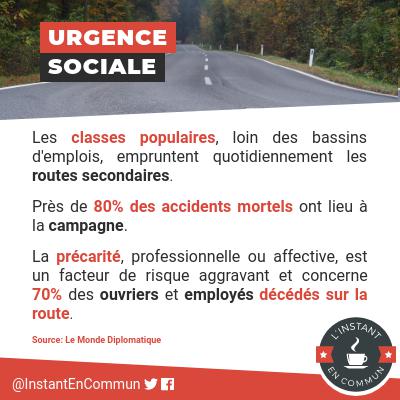 URGENCE
SOCIALE
Les classes populaires, loin des bassins
d'emplois, empruntent quotidiennement les
routes secondaires.
Près de 80% des accidents mortels ont lieu à
la campagne.
La précarité, professionnelle ou affective, est
un facteur de risque aggravant et concerne
70% des ouvriers et employés décédés sur la
route.
Source: Le Monde Diplomatique
L'INSTANT
EN COMMUN
@InstantEnCommun